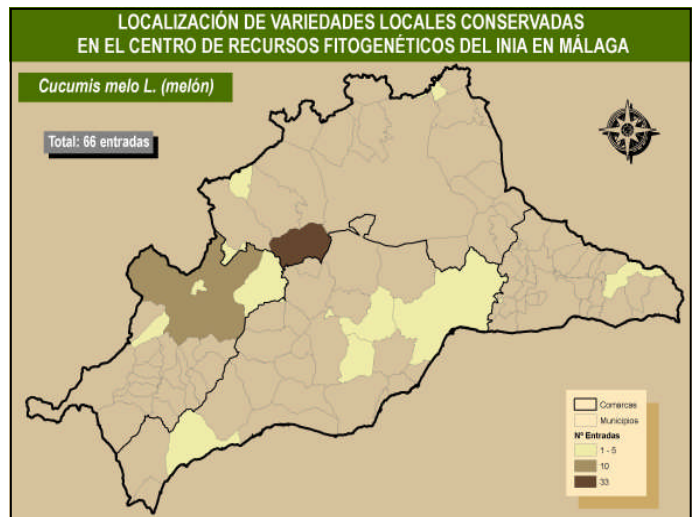 LOCALIZACIÓN DE VARIEDADES LOCALES CONSERVADAS
EN EL CENTRO DE RECURSOS FITOGENÉTICOS DEL INIA EN MÁLAGA
Cucumis melo L. (melón)
Total: 66 entradas
Comarcas
Municipios
Nº Entradas
1 - 5
10
33